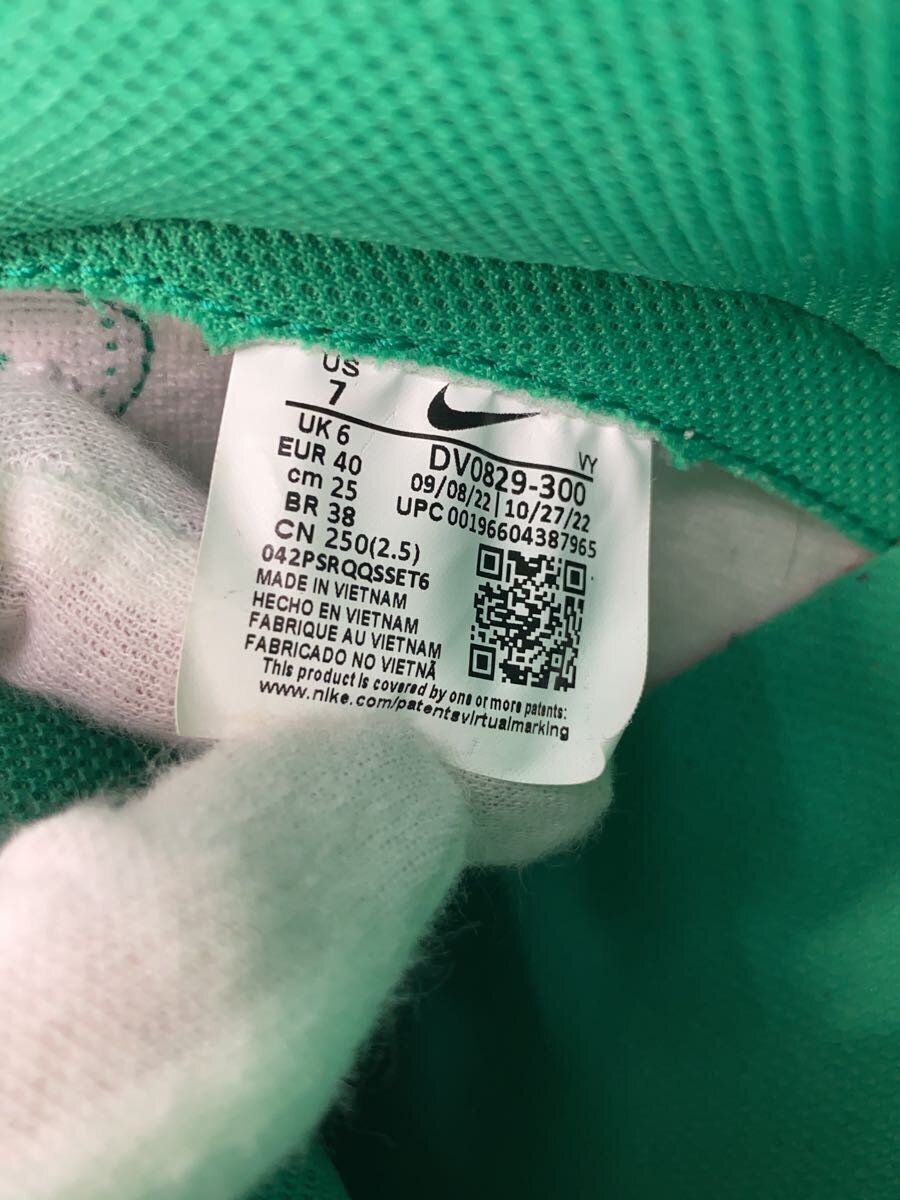 US
7
UK 6
EUR 40
cm 25
BR 38
CN 250(2.5)
VY
DV0829-300
09/08/22|10/27/22
UPC 00196604387965
042PSRQQSSET6
MADE IN VIETNAM
HECHO EN VIETNAM
FABRIQUE AU VIETNAM
FABRICADO NO VIETNÃ
This product is covered by one or more patents:
www.nike.com/patentsvirtualmarking